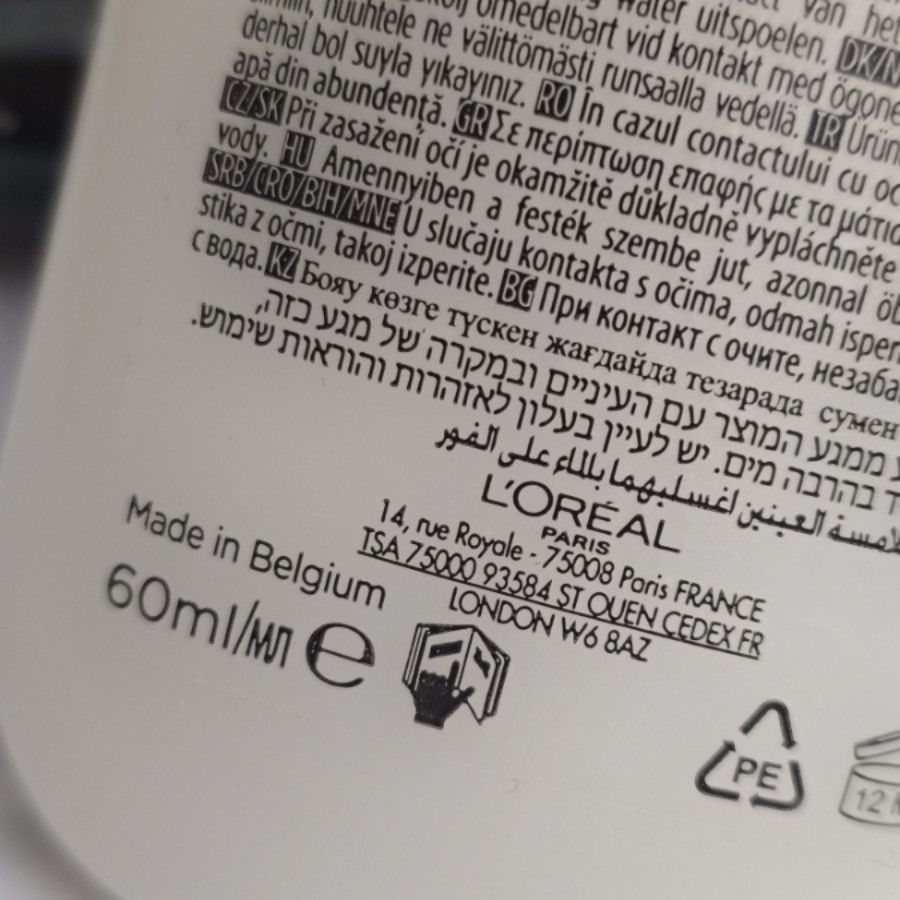 water uitspoelen. DK/N
omedelbart vid kontakt med ögone
huuhtele ne välittömästi runsaalla vedellä. TR Ürün
derhal bol suyla yıkayınız. RO În cazul contactului cu oc
apă din abundenţă. GR Σε περίπτωση επαφής με τα μάτια
CZ/SK Při zasažení očí je okamžitě důkladně vypláchněte
vody. HU Amennyiben a festék szembe jut, azonnal öb
SRB/CRO/BIH/MNE U slučaju kontakta s očima, odmah isper
stika z očmi, takoj izperite. BG При контакт с очите, незаба
с вода. KZ Бояу көзге түскен жағдайда тезарада сумен
ממגע המוצר עם העיניים ובמקרה של מגע כזה,
בהרבה מים. יש לעיין בעלון לאזהרות והוראות שימוש.
العينين اغسليهما بالماء على الفور
L'ORÉAL
PARIS
14, rue Royale - 75008 Paris FRANCE
TSA 75000 93584 ST OUEN CEDEX FR
LONDON W6 8AZ
Made in Belgium
60ml/мл e
PE
12